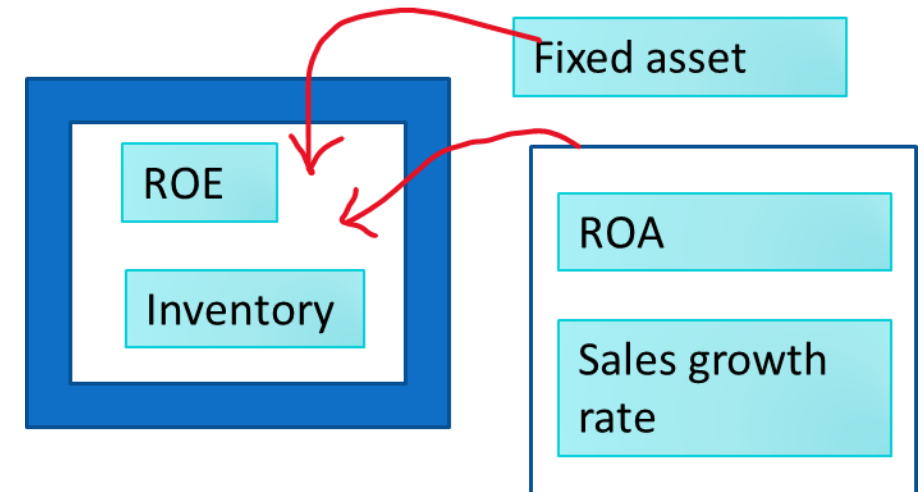 Fixed asset
ROE
ROA
Inventory
Sales growth
rate